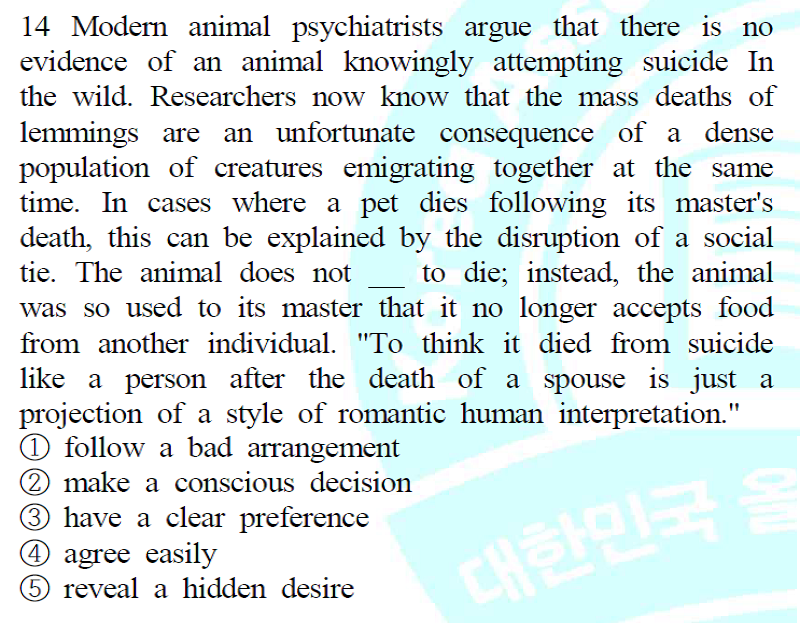 14 Modern animal psychiatrists argue that there is no
evidence of an animal knowingly attempting suicide In
the wild. Researchers now know that the mass deaths of
lemmings are an unfortunate consequence of a dense
population of creatures emigrating together at the same
time. In cases where a pet dies following its master's
death, this can be explained by the disruption of a social
tie. The animal does not ___ to die; instead, the animal
was so used to its master that it no longer accepts food
from another individual. "To think it died from suicide
like a person after the death of a spouse is just a
projection of a style of romantic human interpretation."
① follow a bad arrangement
② make a conscious decision
③ have a clear preference
④ agree easily
⑤ reveal a hidden desire
Korea Asso
대한민국 올